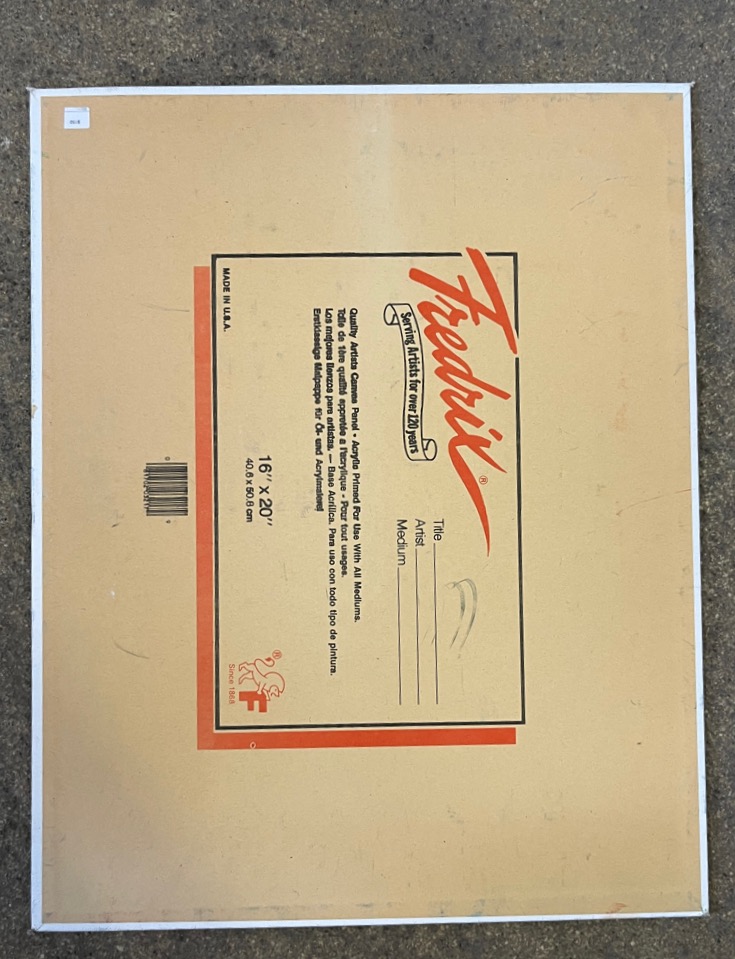 Fredrix®
Serving Artists for over 120 years
Title
Artist
Medium
Quality Artists Canvas Panel • Acrylic Primed For Use With All Mediums.
Toile de 1ère qualité appretée a l'acrylique - Pour tout usages.
Los mejores lienzos para artistas. — Base Acrílica. Para uso con todo tipo de pintura.
Erstklassige Malpappe für Öl- und Acrylmalerei
16" x 20"
40.6 x 50.8 cm
MADE IN U.S.A.
®
F
Since 1868